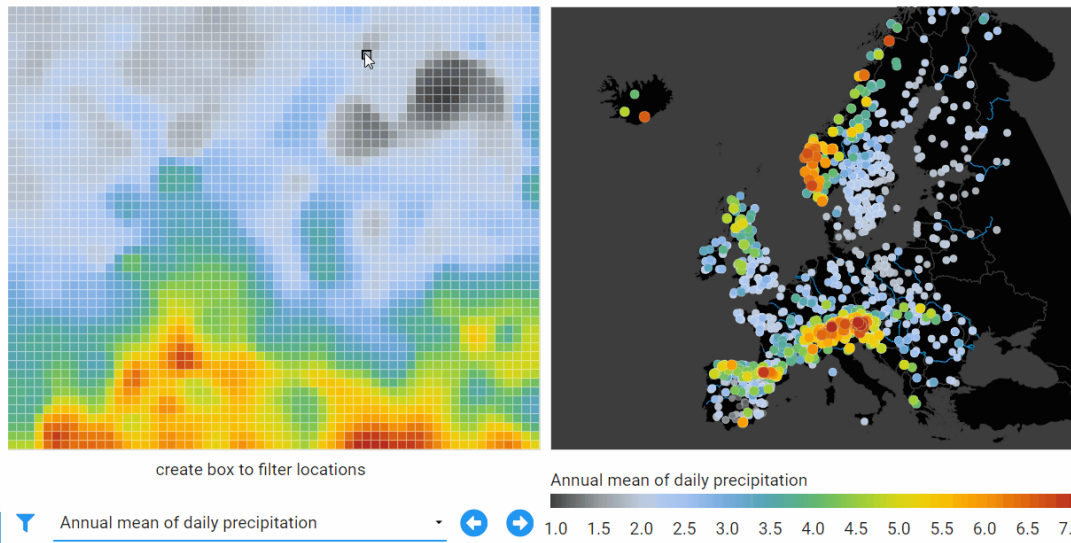 create box to filter locations
Annual mean of daily precipitation
Annual mean of daily precipitation
1.0 1.5 2.0 2.5 3.0 3.5 4.0 4.5 5.0 5.5 6.0 6.5 7.